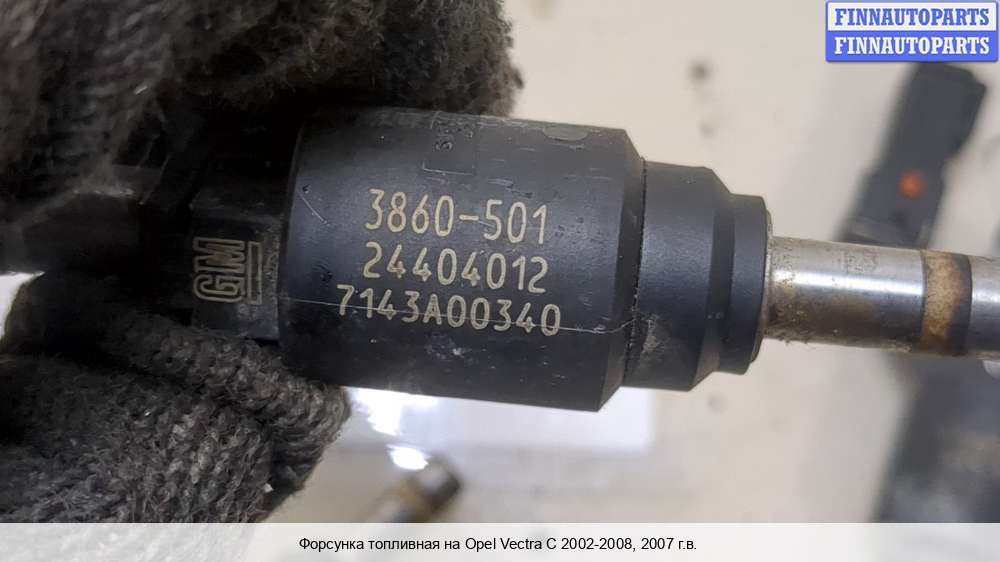 FINNAUTOPARTS
FINNAUTOPARTS
3860-501
24404012
7143A00340
GM
Форсунка топливная на Opel Vectra C 2002-2008, 2007 г.в.